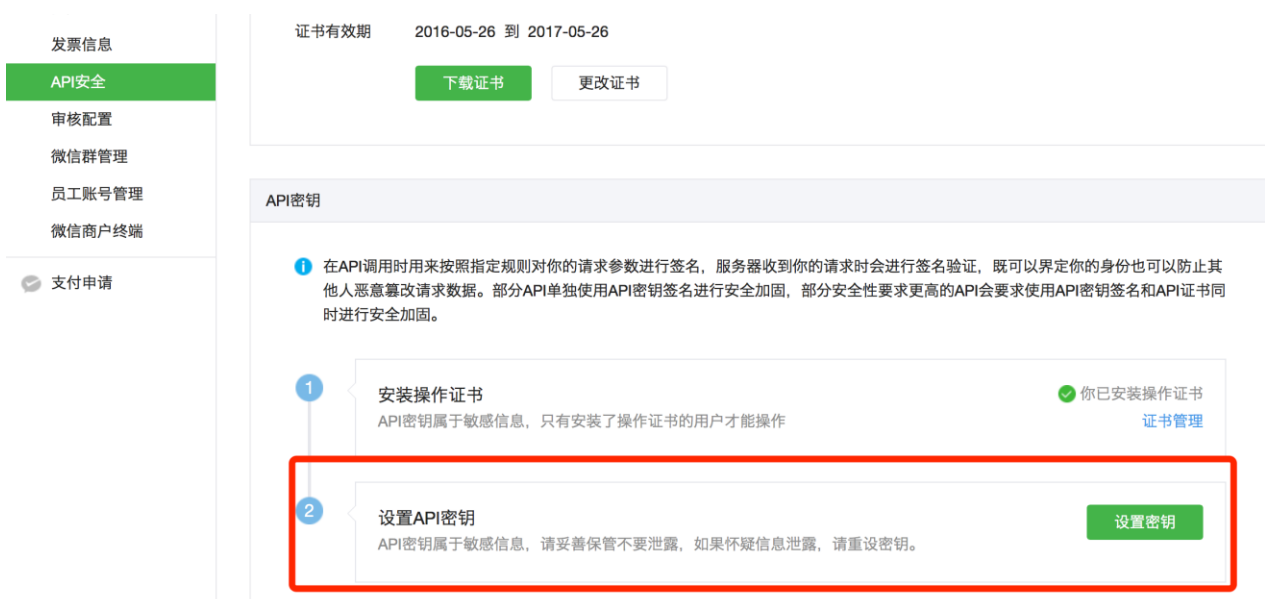 发票信息
API安全
审核配置
微信群管理
员工账号管理
微信商户终端
支付申请
证书有效期 2016-05-26 到 2017-05-26
下载证书 更改证书
API密钥
在API调用时用来按照指定规则对你的请求参数进行签名，服务器收到你的请求时会进行签名验证，既可以界定你的身份也可以防止其
他人恶意篡改请求数据。部分API单独使用API密钥签名进行安全加固，部分安全性要求更高的API会要求使用API密钥签名和API证书同
时进行安全加固。
1
安装操作证书 你已安装操作证书
API密钥属于敏感信息，只有安装了操作证书的用户才能操作 证书管理
2
设置API密钥 设置密钥
API密钥属于敏感信息，请妥善保管不要泄露，如果怀疑信息泄露，请重设密钥。